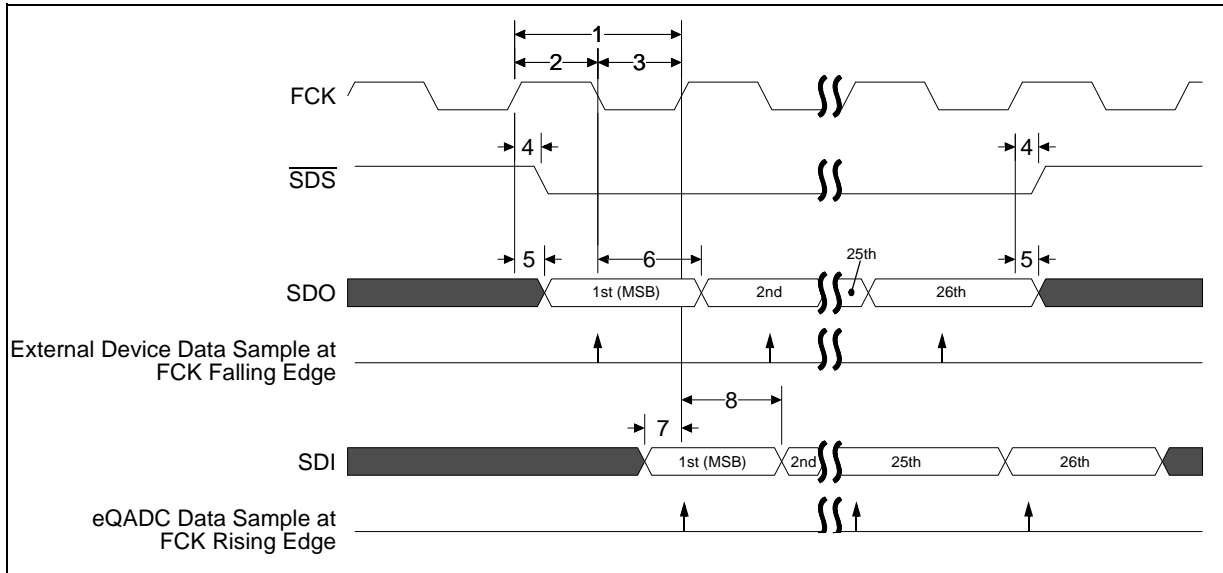 1
2
3
FCK
4
4
SDS
5
6
25th
5
SDO
1st (MSB)
2nd
26th
External Device Data Sample at
FCK Falling Edge
8
7
SDI
1st (MSB)
2nd
25th
26th
eQADC Data Sample at
FCK Rising Edge